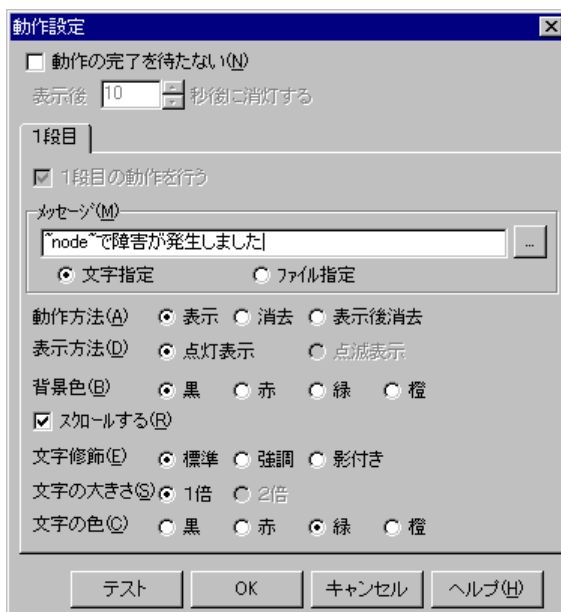 動作設定
動作の完了を待たない(N)
表示後 10 秒後に消灯する
1段目
1段目の動作を行う
メッセージ(M)
~node~で障害が発生しました
...
文字指定 ファイル指定
動作方法(A) 表示 消去 表示後消去
表示方法(D) 点灯表示 点滅表示
背景色(B) 黒 赤 緑 橙
スクロールする(R)
文字修飾(E) 標準 強調 影付き
文字の大きさ(S) 1倍 2倍
文字の色(C) 黒 赤 緑 橙
テスト OK キャンセル ヘルプ(H)